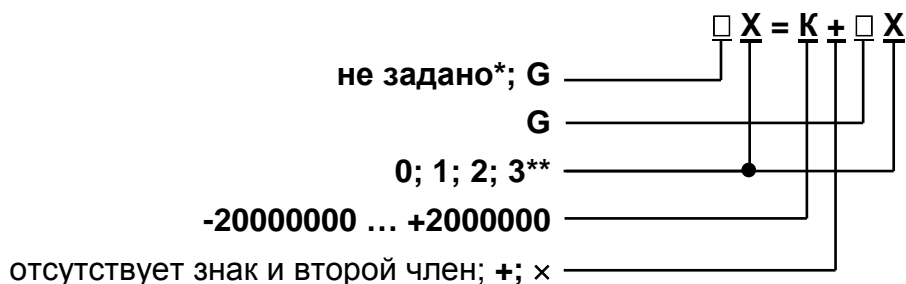 □ Х = К + □ Х
не задано*; G
G
0; 1; 2; 3**
-20000000 … +2000000
отсутствует знак и второй член; +; ×